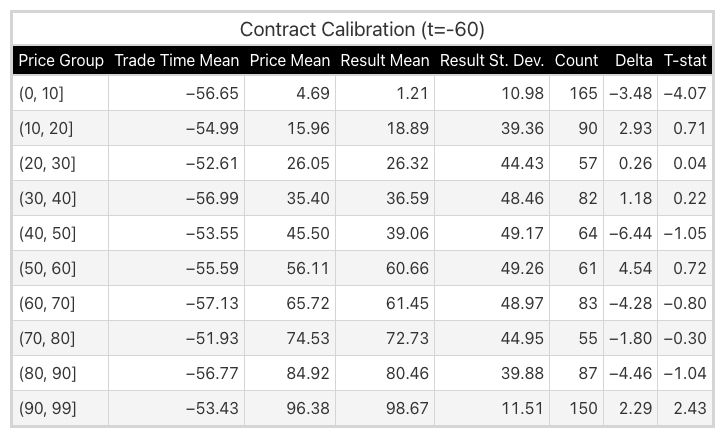 Contract Calibration (t=-60)
Price Group Trade Time Mean Price Mean Result Mean Result St. Dev. Count Delta T-stat
(0, 10] −56.65 4.69 1.21 10.98 165 −3.48 −4.07
(10, 20] −54.99 15.96 18.89 39.36 90 2.93 0.71
(20, 30] −52.61 26.05 26.32 44.43 57 0.26 0.04
(30, 40] −56.99 35.40 36.59 48.46 82 1.18 0.22
(40, 50] −53.55 45.50 39.06 49.17 64 −6.44 −1.05
(50, 60] −55.59 56.11 60.66 49.26 61 4.54 0.72
(60, 70] −57.13 65.72 61.45 48.97 83 −4.28 −0.80
(70, 80] −51.93 74.53 72.73 44.95 55 −1.80 −0.30
(80, 90] −56.77 84.92 80.46 39.88 87 −4.46 −1.04
(90, 99] −53.43 96.38 98.67 11.51 150 2.29 2.43